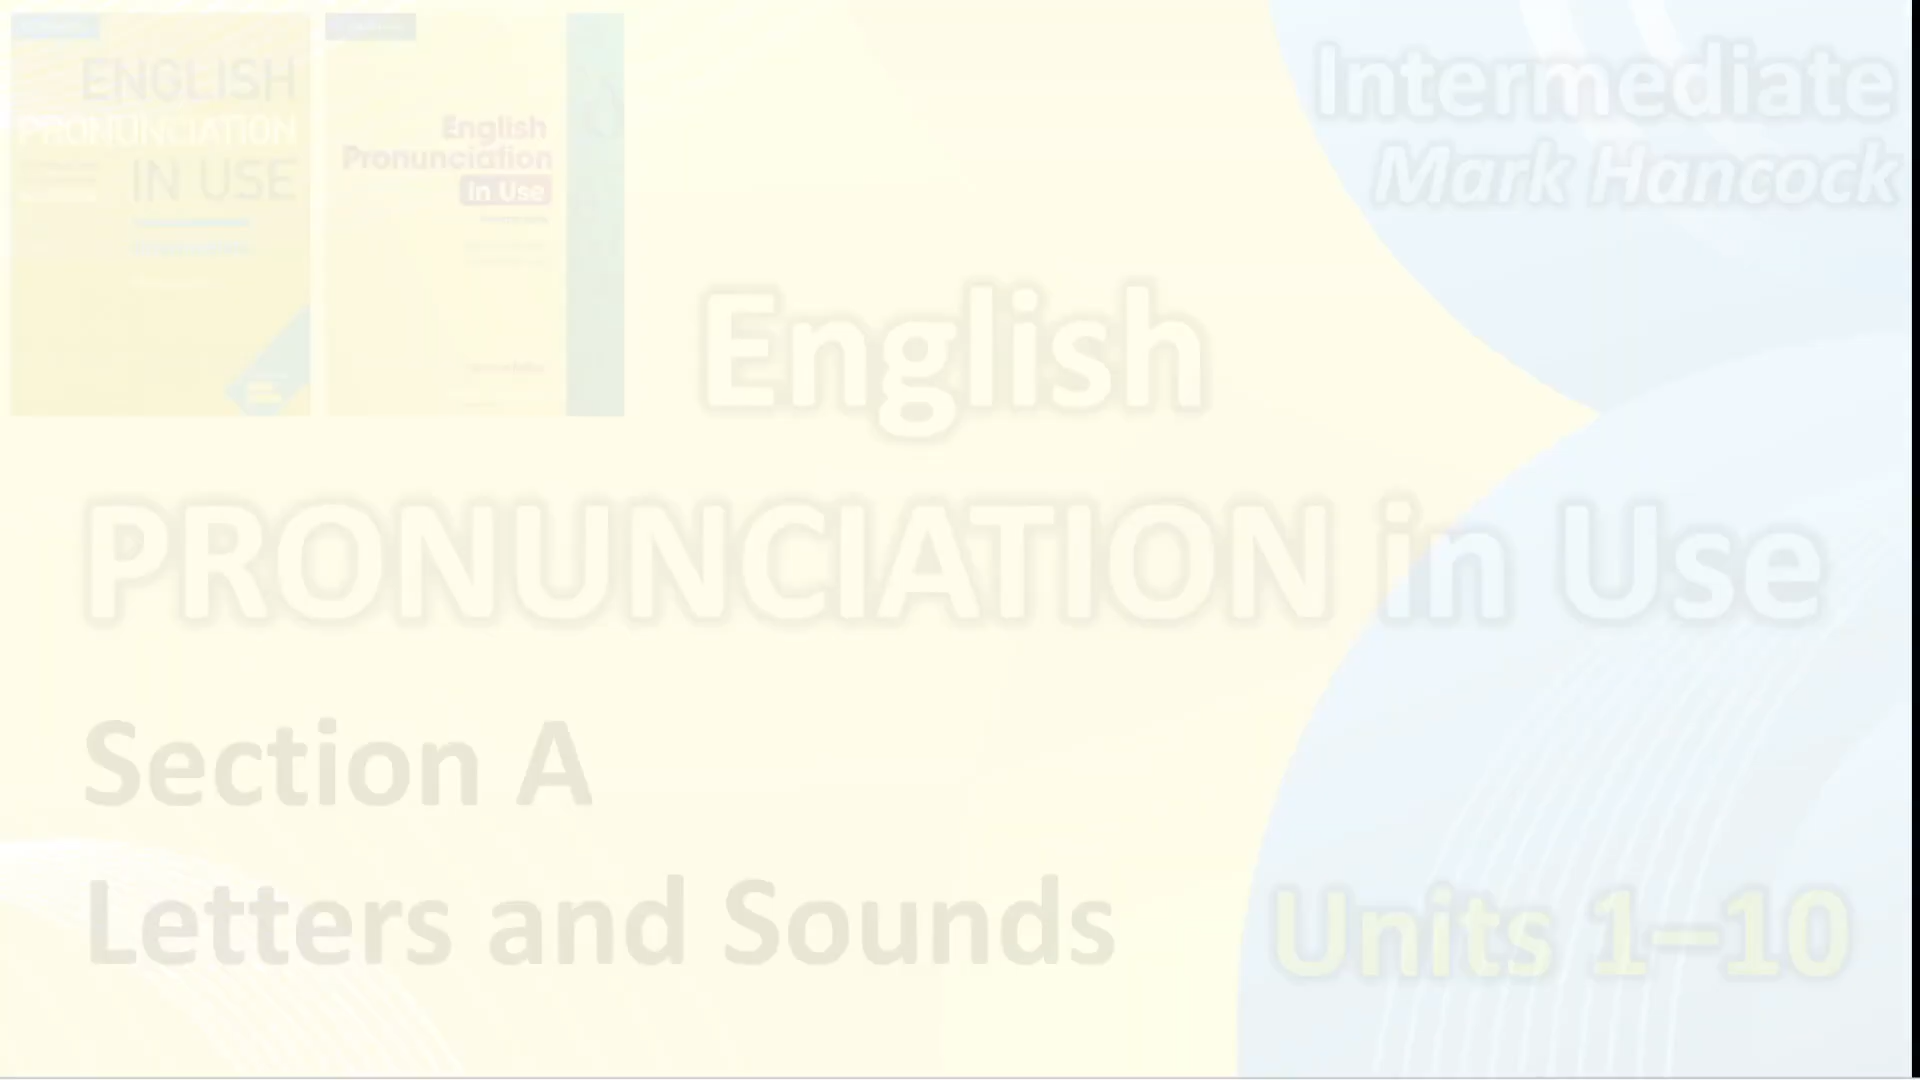 ENGLISH
PRONUNCIATION
IN USE
English
Pronunciation
in Use
Intermediate
Mark Hancock
English
PRONUNCIATION in Use
Section A
Letters and Sounds
Units 1–10